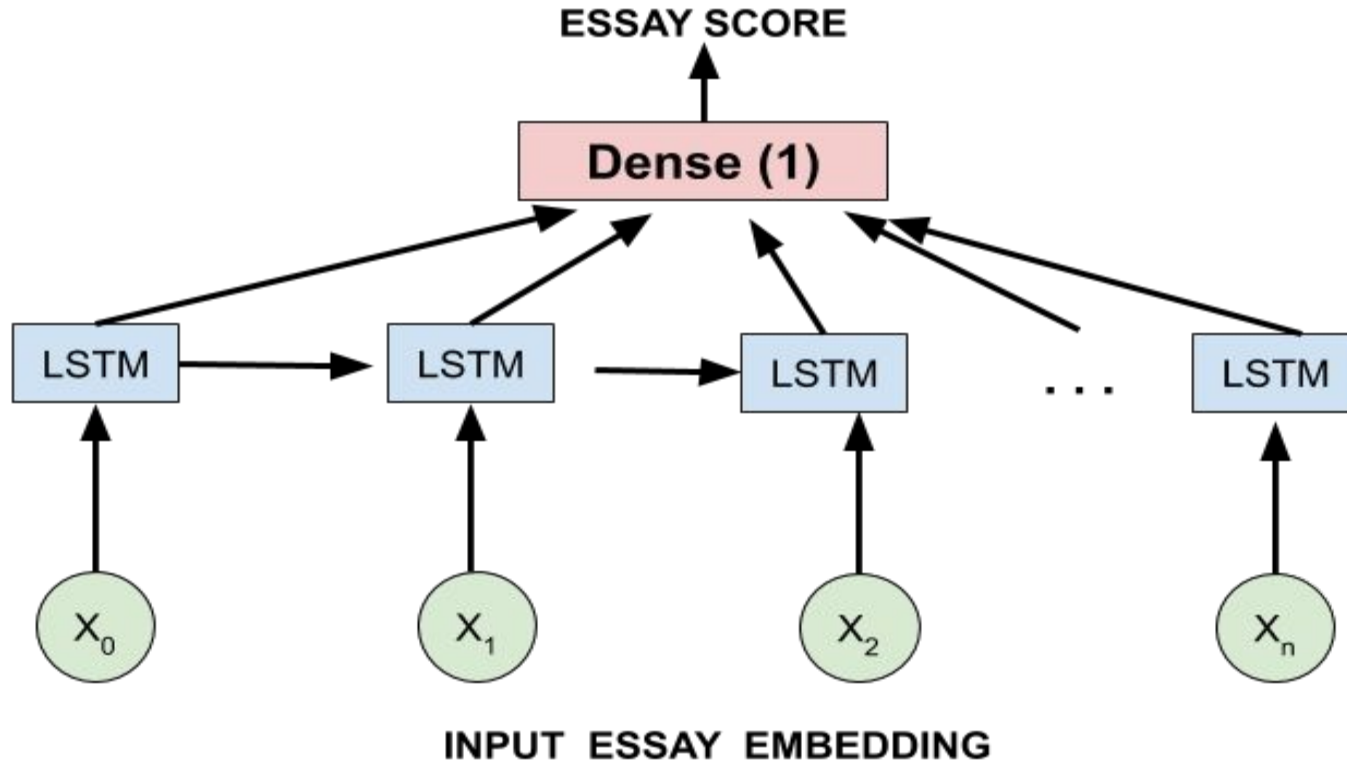 ESSAY SCORE
Dense (1)
LSTM LSTM LSTM . . . LSTM
X₀ X₁ X₂ Xₙ
INPUT ESSAY EMBEDDING